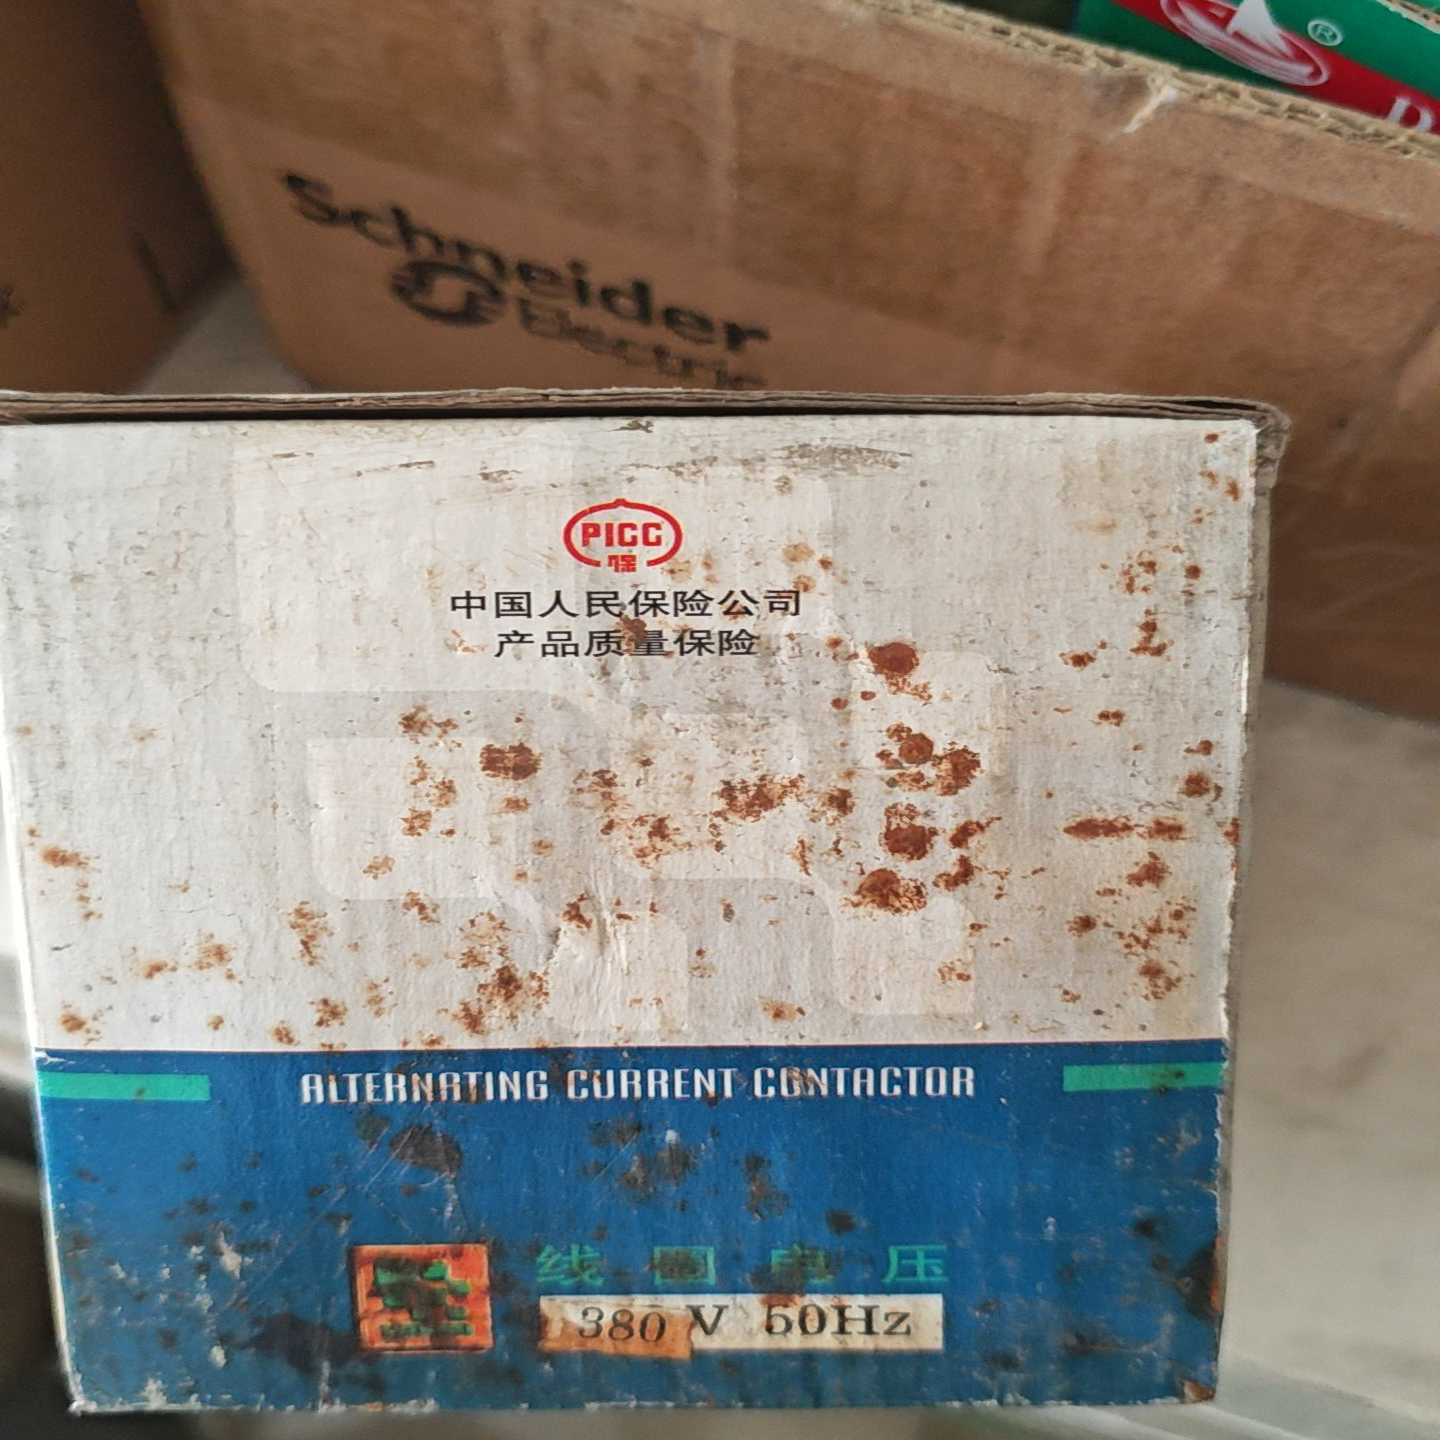 ®
Schneider
Electric
PICC
保
中国人民保险公司
产品质量保险
ALTERNATING CURRENT CONTACTOR
线圈电压
380 V 50Hz